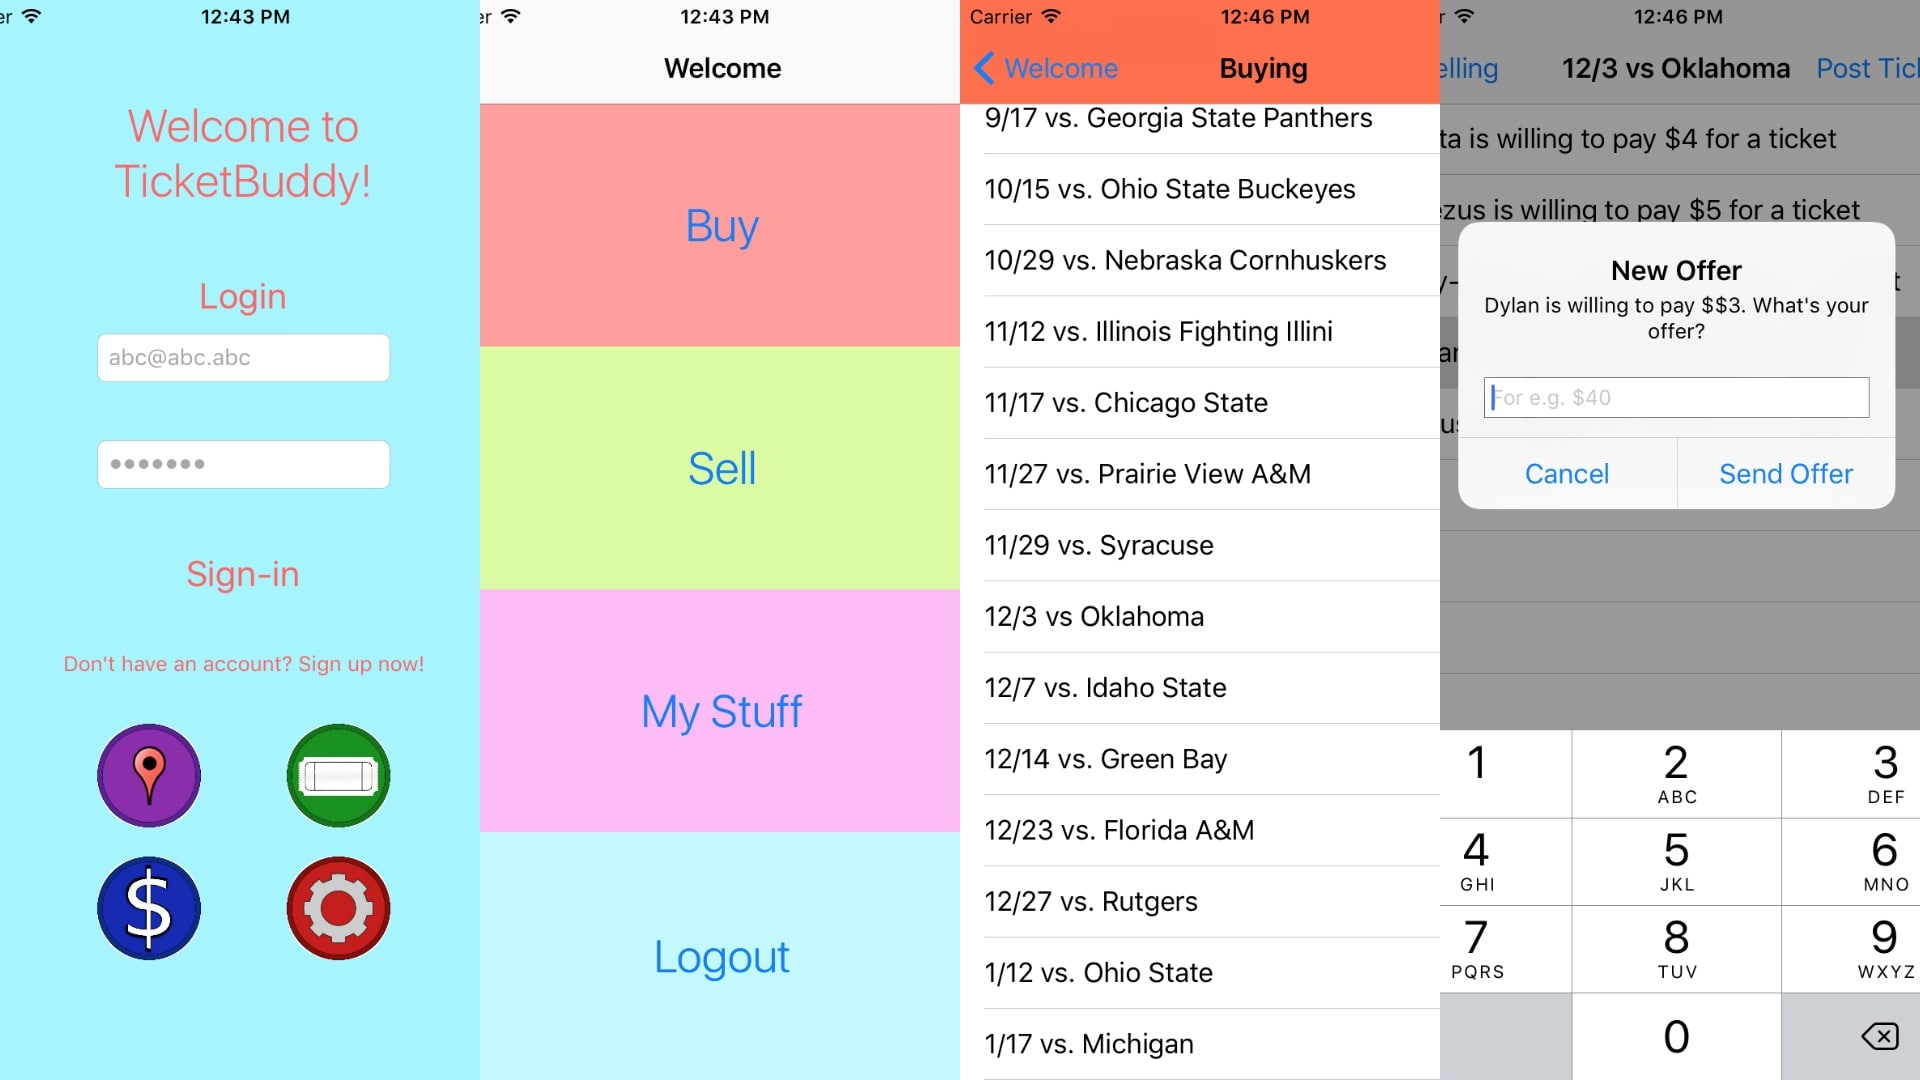 12:43 PM
Welcome to
TicketBuddy!
Login
abc@abc.abc
Sign-in
Don't have an account? Sign up now!
$
12:43 PM
Welcome
Buy
Sell
My Stuff
Logout
Carrier 12:46 PM
Welcome Buying
9/17 vs. Georgia State Panthers
10/15 vs. Ohio State Buckeyes
10/29 vs. Nebraska Cornhuskers
11/12 vs. Illinois Fighting Illini
11/17 vs. Chicago State
11/27 vs. Prairie View A&M
11/29 vs. Syracuse
12/3 vs Oklahoma
12/7 vs. Idaho State
12/14 vs. Green Bay
12/23 vs. Florida A&M
12/27 vs. Rutgers
1/12 vs. Ohio State
1/17 vs. Michigan
12:46 PM
elling 12/3 vs Oklahoma Post Tic
ta is willing to pay $4 for a ticket
zus is willing to pay $5 for a ticket
New Offer
Dylan is willing to pay $$3. What's your
offer?
For e.g. $40
Cancel Send Offer
1 2 3
ABC DEF
4 5 6
GHI JKL MNO
7 8 9
PQRS TUV WXYZ
0